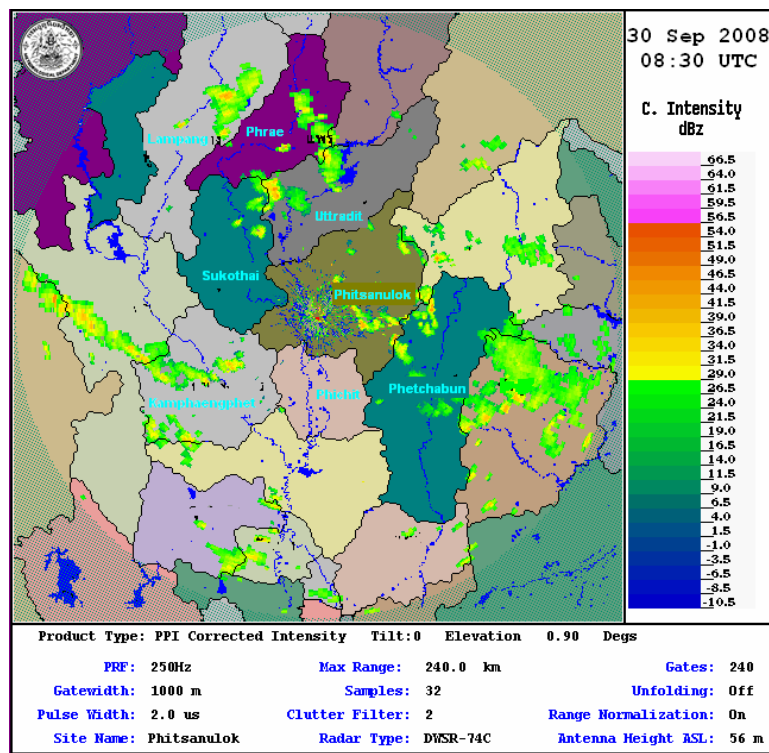 30 Sep 2008
08:30 UTC
C. Intensity
dBz
66.5
64.0
61.5
59.5
56.5
54.0
51.5
49.0
46.5
44.0
41.5
39.0
36.5
34.0
31.5
29.0
26.5
24.0
21.5
19.0
16.5
14.0
11.5
9.0
6.5
4.0
1.5
-1.0
-3.5
-5.5
-8.5
-10.5
Lampang
Phrae
Uttradit
Sukothai
Phitsanulok
Phetchabun
Phichit
Kamphaengphet
Product Type: PPI Corrected Intensity Tilt:0 Elevation 0.90 Degs
PRF: 250Hz Max Range: 240.0 km Gates: 240
Gatewidth: 1000 m Samples: 32 Unfolding: Off
Pulse Width: 2.0 us Clutter Filter: 2 Range Normalization: On
Site Name: Phitsanulok Radar Type: DWSR-74C Antenna Height ASL: 56 m